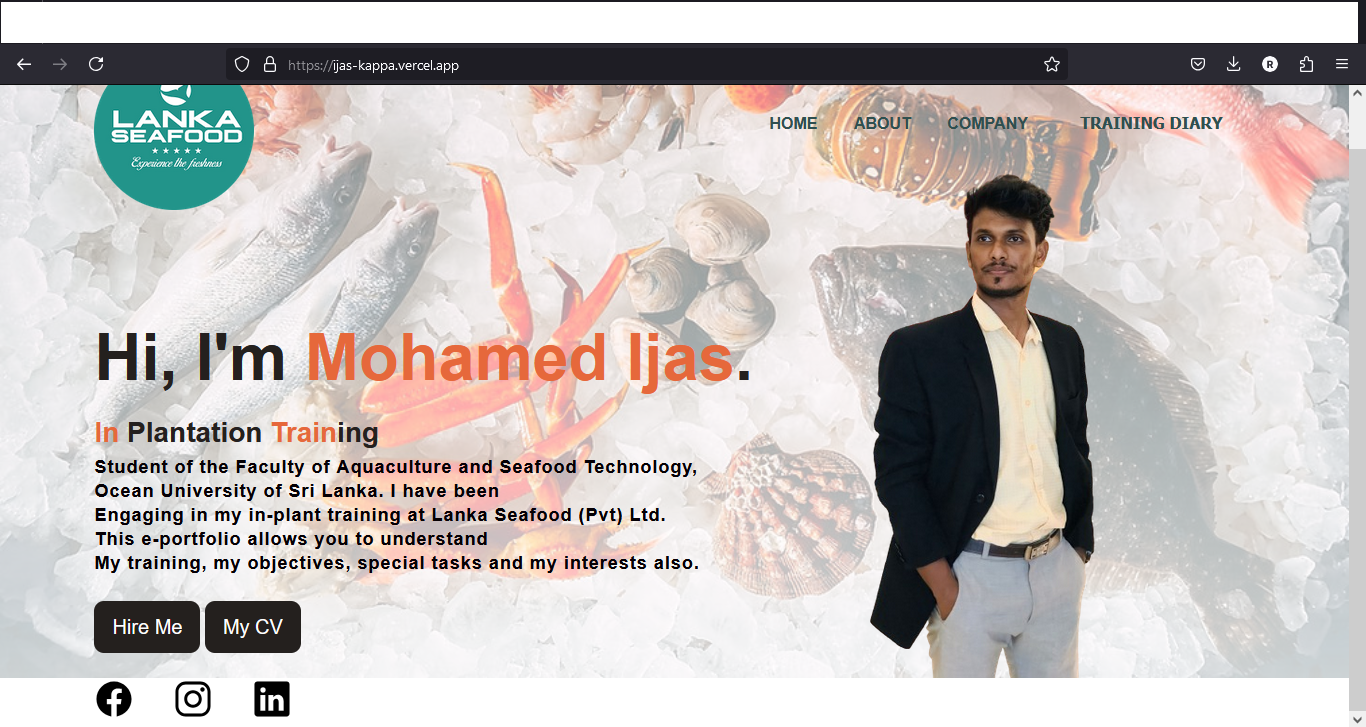 https://ijas-kappa.vercel.app
R
LANKA
SEAFOOD
Experience the freshness
HOME ABOUT COMPANY TRAINING DIARY
Hi, I'm Mohamed Ijas.
In Plantation Training
Student of the Faculty of Aquaculture and Seafood Technology,
Ocean University of Sri Lanka. I have been
Engaging in my in-plant training at Lanka Seafood (Pvt) Ltd.
This e-portfolio allows you to understand
My training, my objectives, special tasks and my interests also.
Hire Me My CV
in